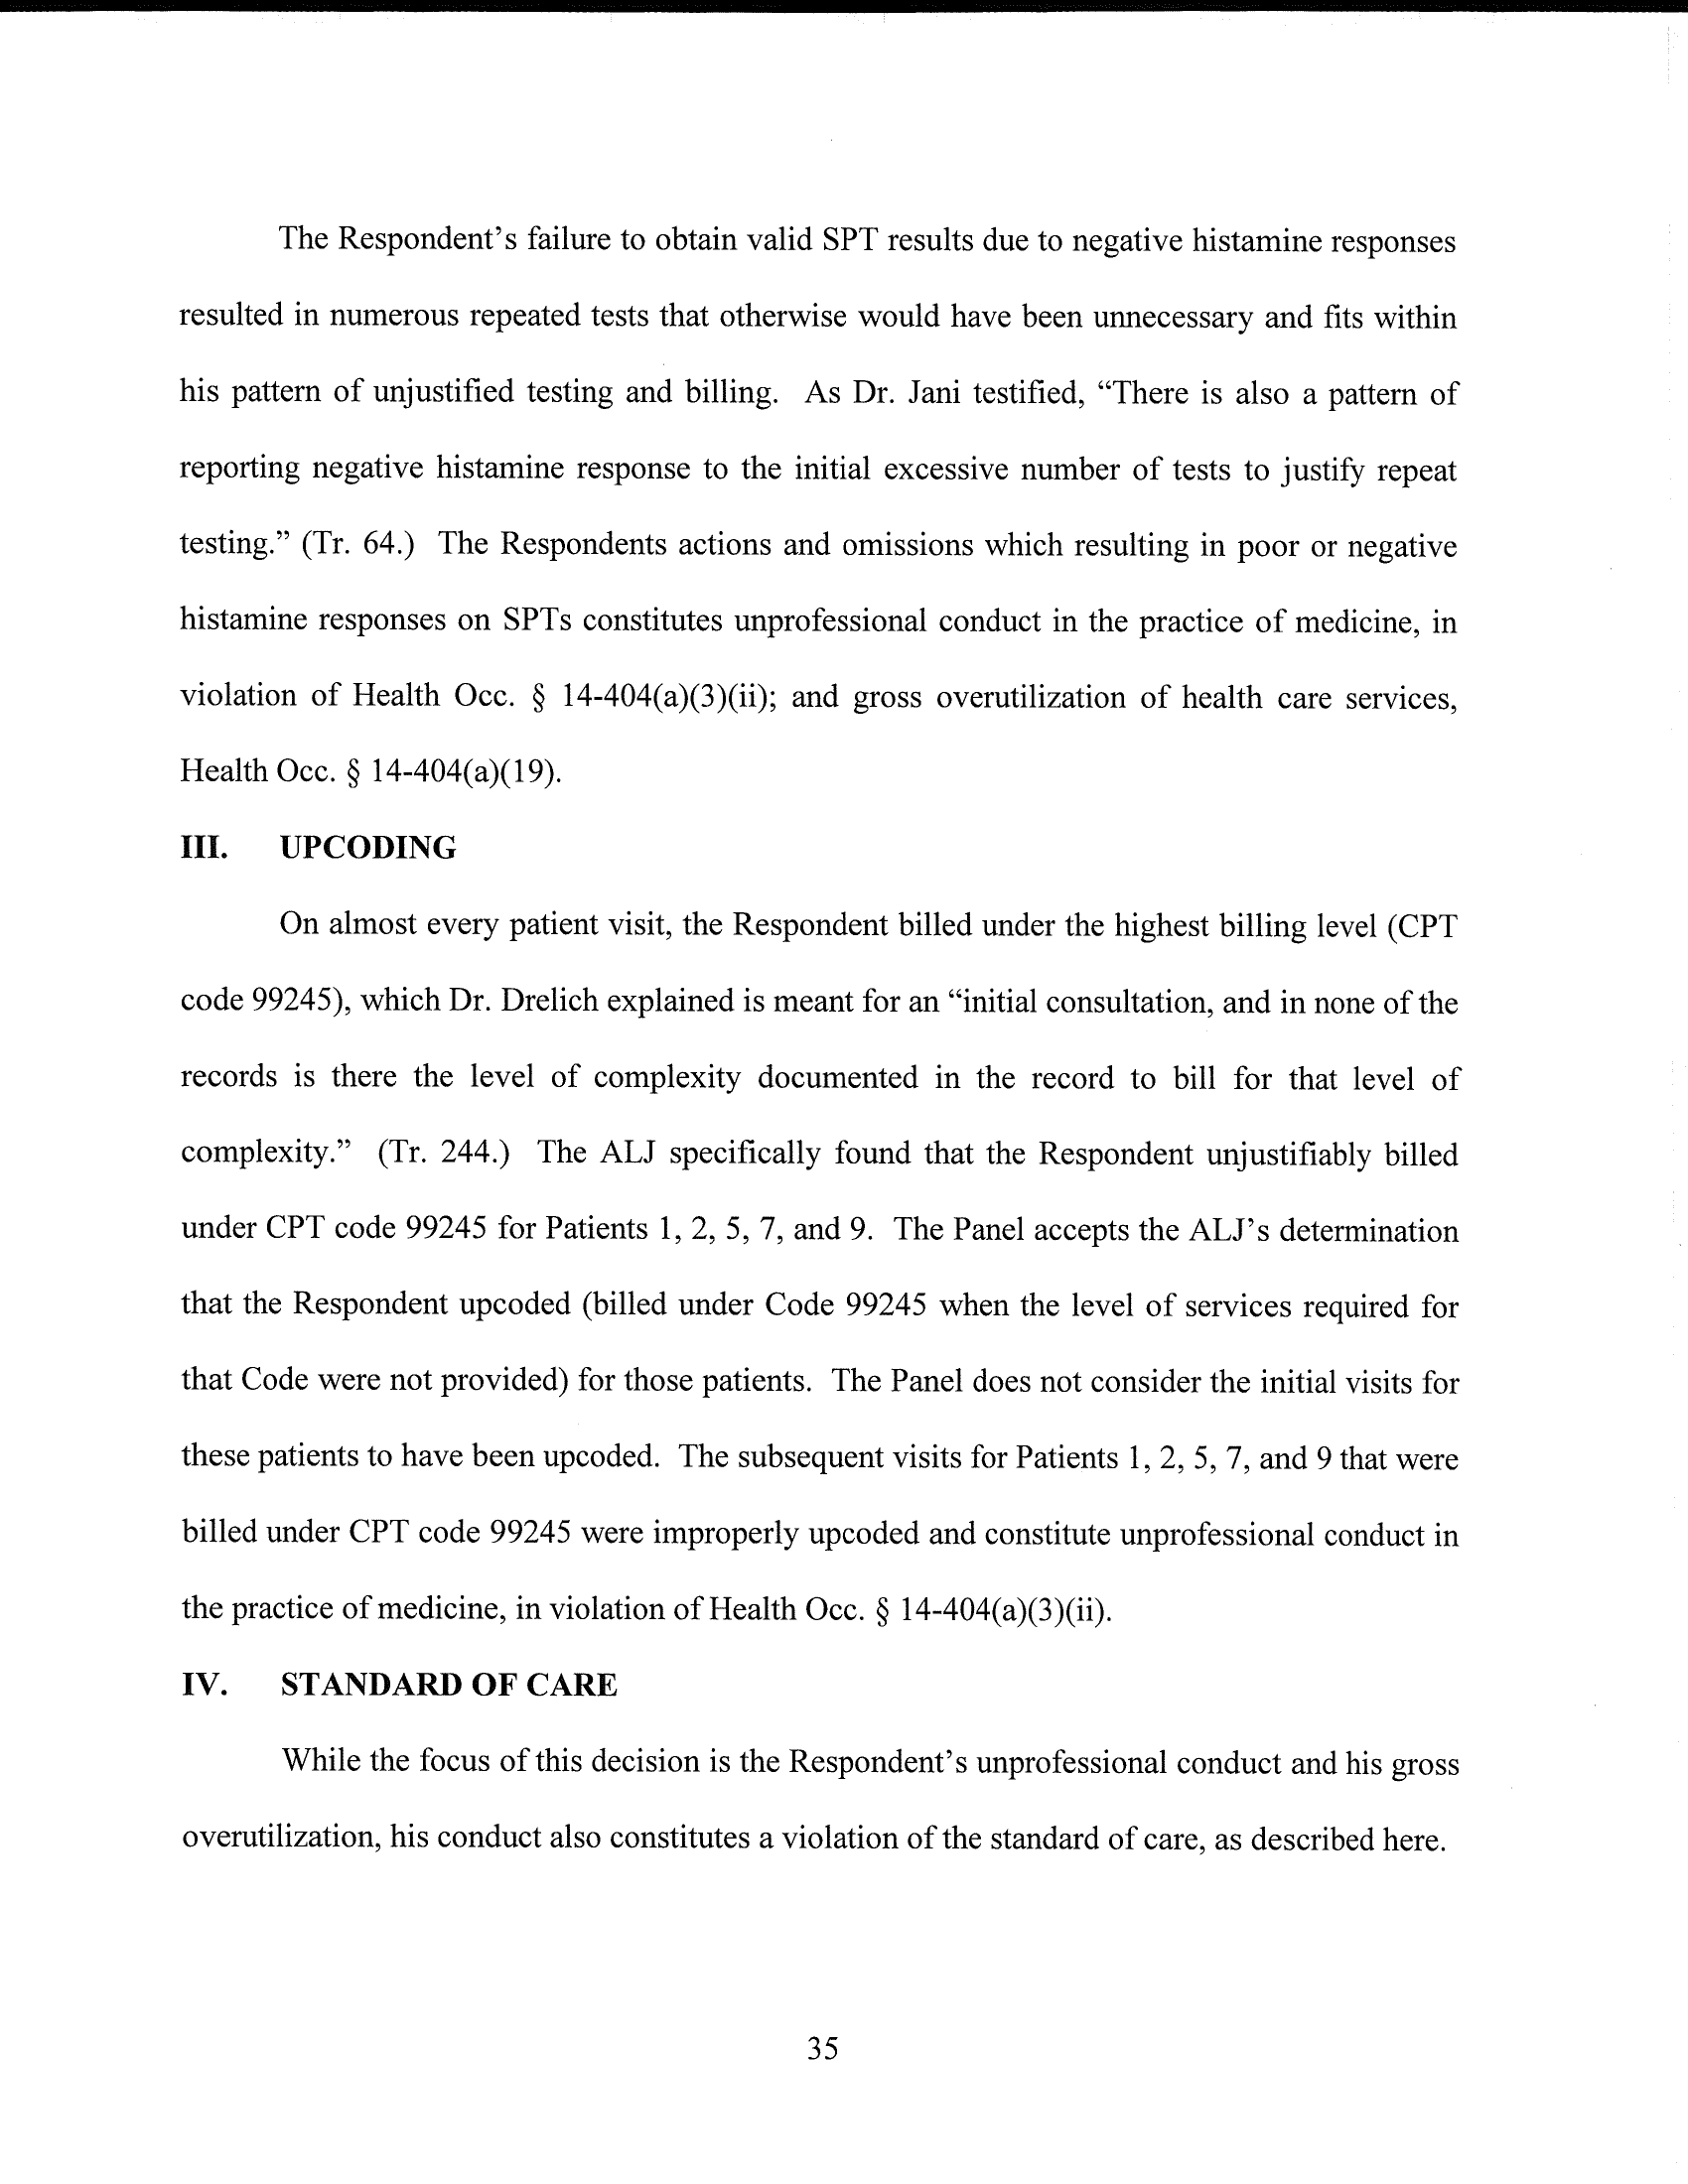 The Respondent’s failure to obtain valid SPT results due to negative histamine responses
resulted in numerous repeated tests that otherwise would have been unnecessary and fits within
his pattern of unjustified testing and billing. As Dr. Jani testified, “There is also a pattern of
reporting negative histamine response to the initial excessive number of tests to justify repeat
testing.” (Tr. 64.) The Respondents actions and omissions which resulting in poor or negative
histamine responses on SPTs constitutes unprofessional conduct in the practice of medicine, in
violation of Health Occ. § 14-404(a)(3)(ii); and gross overutilization of health care services,
Health Occ. § 14-404(a)(19).
III. UPCODING
On almost every patient visit, the Respondent billed under the highest billing level (CPT
code 99245), which Dr. Drelich explained is meant for an “initial consultation, and in none of the
records is there the level of complexity documented in the record to bill for that level of
complexity.” (Tr. 244.) The ALJ specifically found that the Respondent unjustifiably billed
under CPT code 99245 for Patients 1, 2, 5, 7, and 9. The Panel accepts the ALJ’s determination
that the Respondent upcoded (billed under Code 99245 when the level of services required for
that Code were not provided) for those patients. The Panel does not consider the initial visits for
these patients to have been upcoded. The subsequent visits for Patients 1, 2, 5, 7, and 9 that were
billed under CPT code 99245 were improperly upcoded and constitute unprofessional conduct in
the practice of medicine, in violation of Health Occ. § 14-404(a)(3)(ii).
IV. STANDARD OF CARE
While the focus of this decision is the Respondent’s unprofessional conduct and his gross
overutilization, his conduct also constitutes a violation of the standard of care, as described here.
35